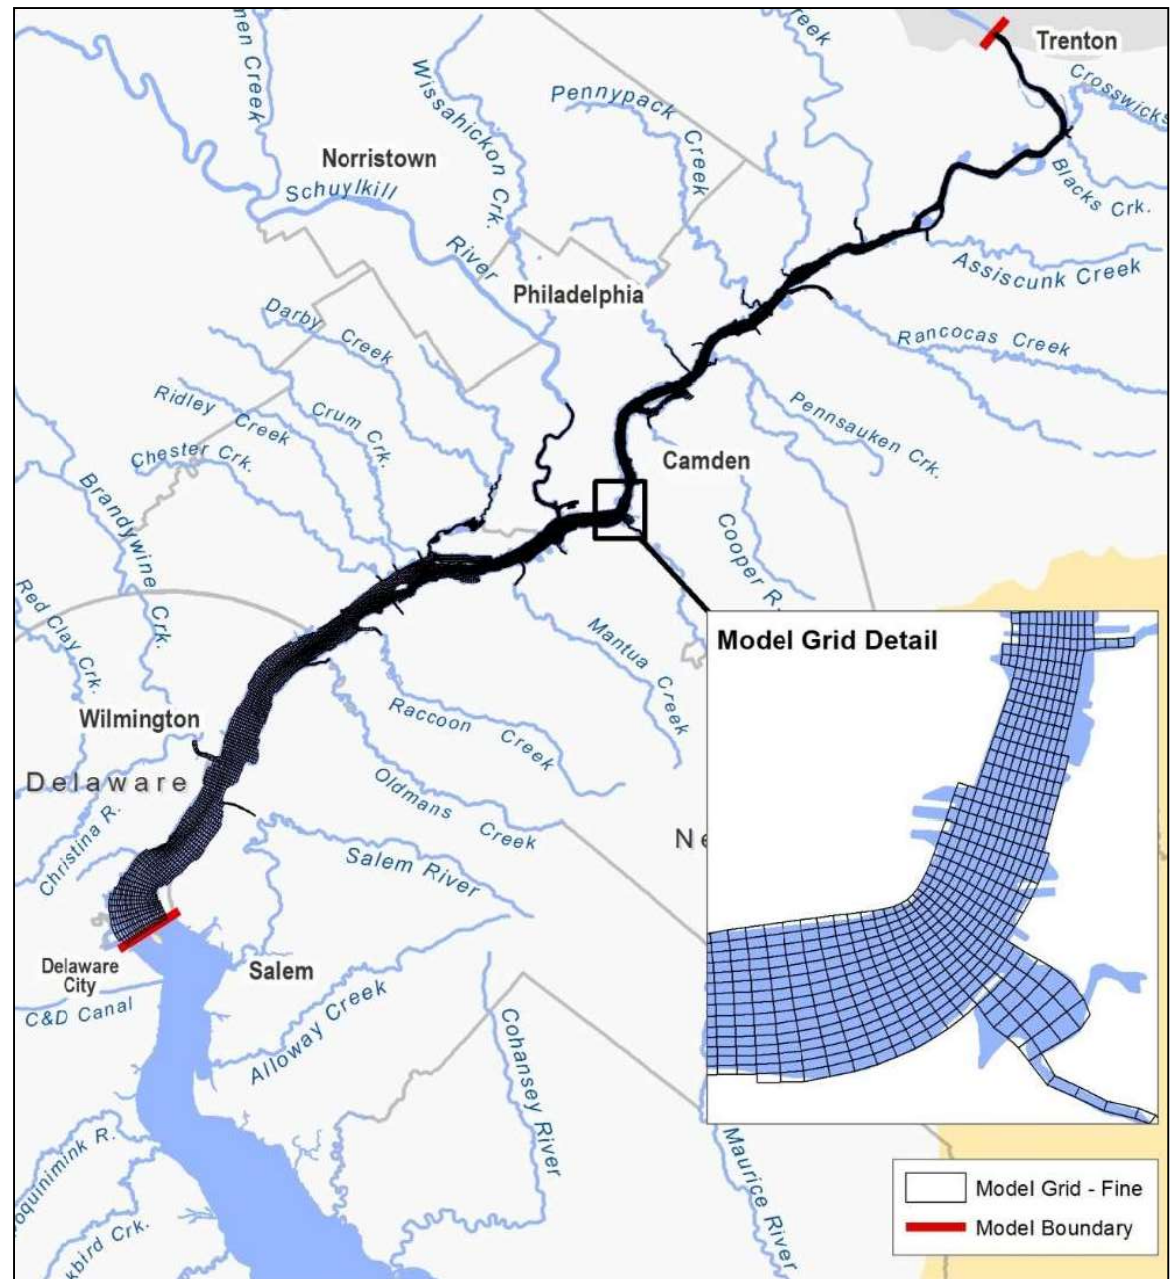 Trenton
Crosswicks
Creek
Wissahickon Crk.
Pennypack Creek
Norristown
Schuylkill
River
Blacks Crk.
Assiscunk Creek
Philadelphia
Darby Creek
Rancocas Creek
Ridley Creek
Crum Crk.
Chester Crk.
Pennsauken Crk.
Camden
Brandywine Crk.
Cooper R.
Red Clay Crk.
Mantua Creek
Model Grid Detail
Wilmington
Raccoon Creek
Delaware
Oldmans Creek
Christina R.
Salem River
Delaware
City
Salem
C&D Canal
Alloway Creek
Cohansey River
Maurice River
Model Grid - Fine
Model Boundary